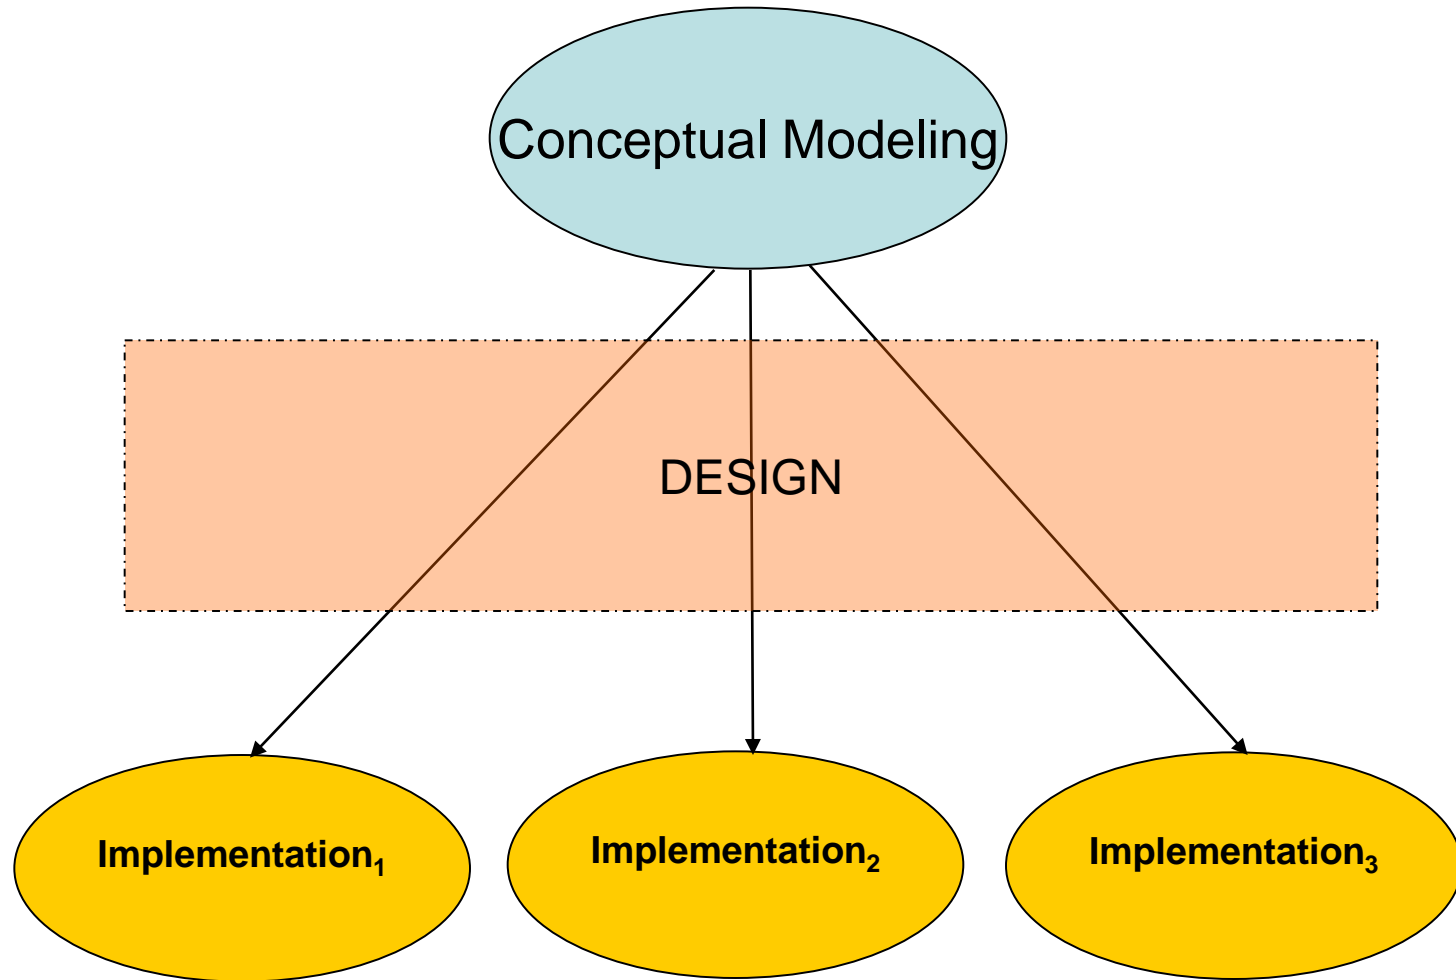 Conceptual Modeling
DESIGN
Implementation₁
Implementation₂
Implementation₃